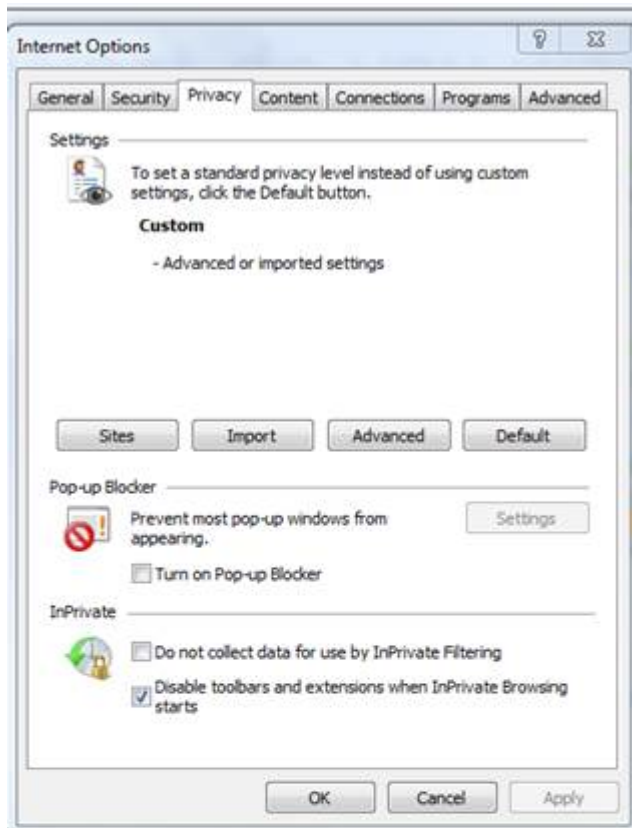 Internet Options
General Security Privacy Content Connections Programs Advanced
Settings
To set a standard privacy level instead of using custom
settings, click the Default button.
Custom
- Advanced or imported settings
Sites Import Advanced Default
Pop-up Blocker
Prevent most pop-up windows from
appearing.
Settings
Turn on Pop-up Blocker
InPrivate
Do not collect data for use by InPrivate Filtering
Disable toolbars and extensions when InPrivate Browsing
starts
OK Cancel Apply